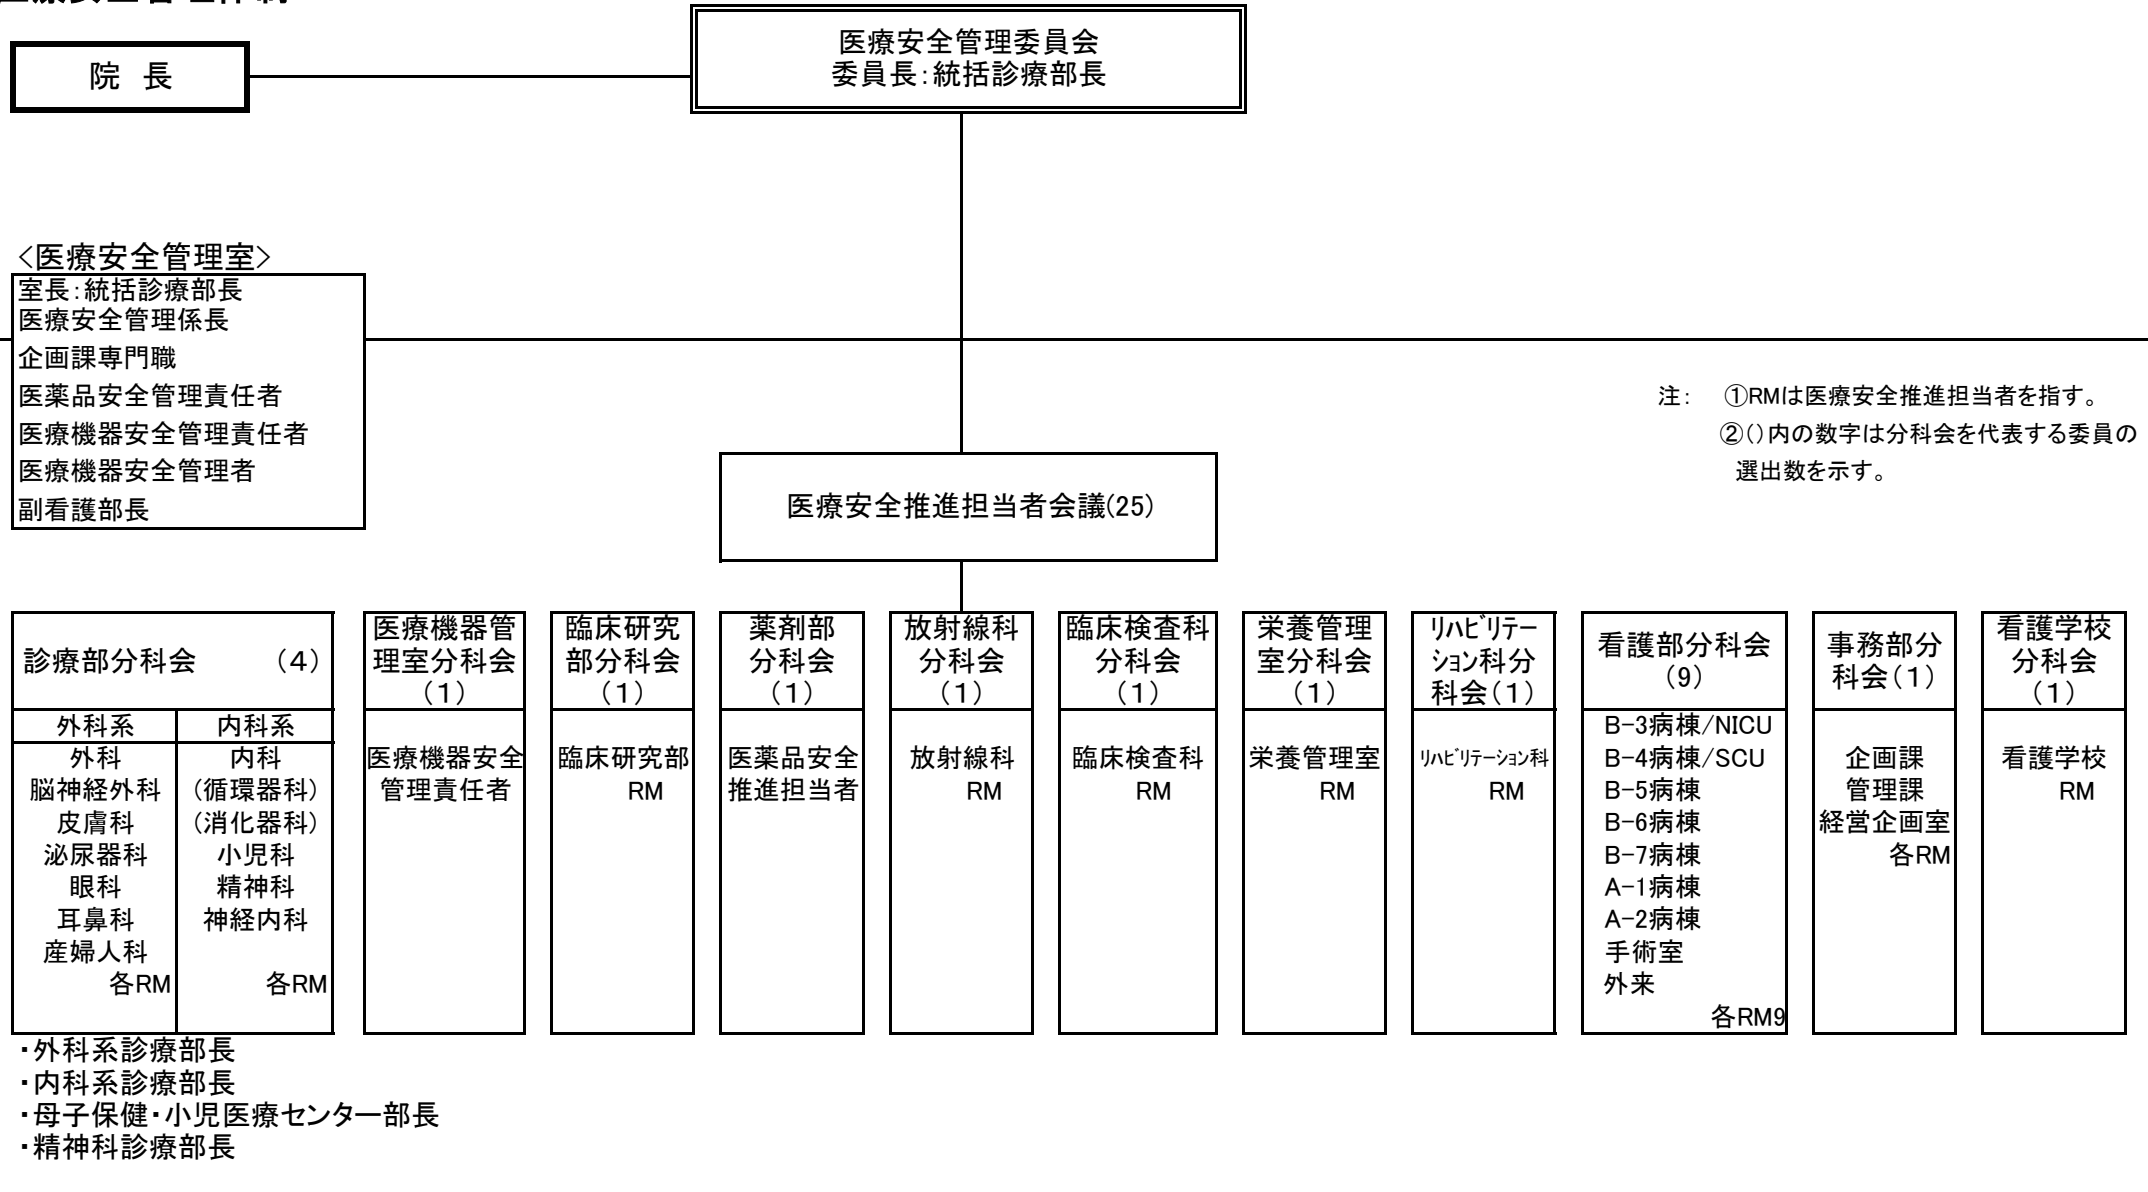 院 長
医療安全管理委員会
委員長：統括診療部長
<医療安全管理室>
室長：統括診療部長
医療安全管理係長
企画課専門職
医薬品安全管理責任者
医療機器安全管理責任者
医療機器安全管理者
副看護部長
注： ①RMは医療安全推進担当者を指す。
②()内の数字は分科会を代表する委員の
選出数を示す。
医療安全推進担当者会議(25)
診療部分科会 （４）
外科系
外科
脳神経外科
皮膚科
泌尿器科
眼科
耳鼻科
産婦人科
各RM
内科系
内科
(循環器科)
(消化器科)
小児科
精神科
神経内科
各RM
医療機器管
理室分科会
（１）
医療機器安全
管理責任者
臨床研究
部分科会
（１）
臨床研究部
RM
薬剤部
分科会
（１）
医薬品安全
推進担当者
放射線科
分科会
（１）
放射線科
RM
臨床検査科
分科会
（１）
臨床検査科
RM
栄養管理
室分科会
（１）
栄養管理室
RM
ﾘﾊﾋﾞﾘﾃｰ
ｼｮﾝ科分
科会（１）
ﾘﾊﾋﾞﾘﾃｰｼｮﾝ科
RM
看護部分科会
（9）
B-3病棟/NICU
B-4病棟/SCU
B-5病棟
B-6病棟
B-7病棟
A-1病棟
A-2病棟
手術室
外来
各RM9
事務部分
科会（１）
企画課
管理課
経営企画室
各RM
看護学校
分科会
（１）
看護学校
RM
・外科系診療部長
・内科系診療部長
・母子保健・小児医療センター部長
・精神科診療部長